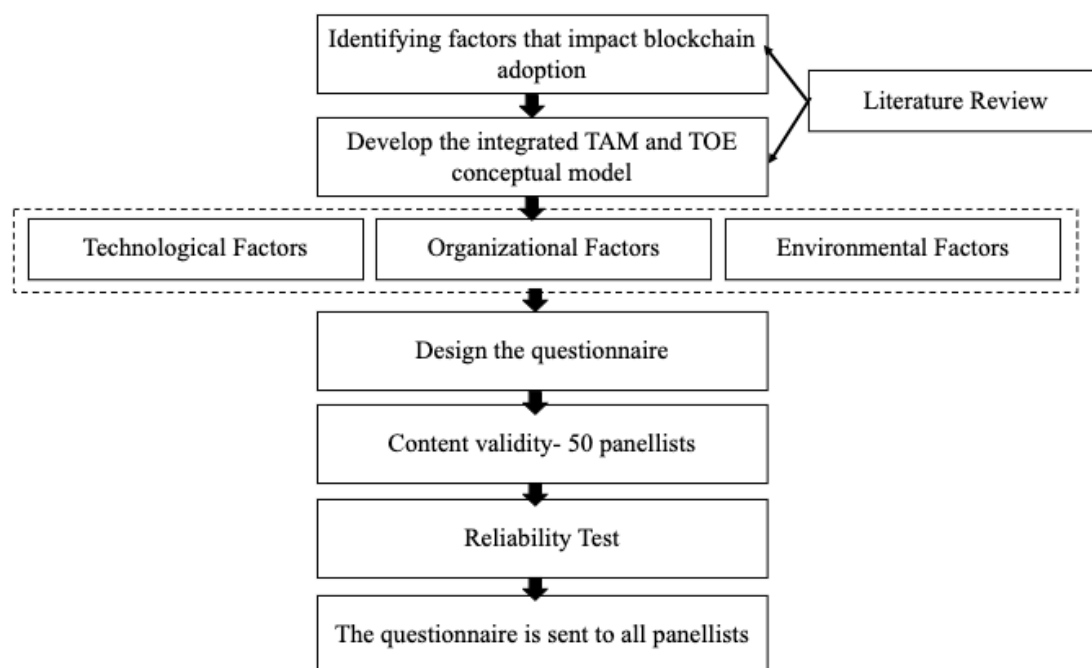 Identifying factors that impact blockchain
adoption
Literature Review
Develop the integrated TAM and TOE
conceptual model
Technological Factors
Organizational Factors
Environmental Factors
Design the questionnaire
Content validity- 50 panellists
Reliability Test
The questionnaire is sent to all panellists